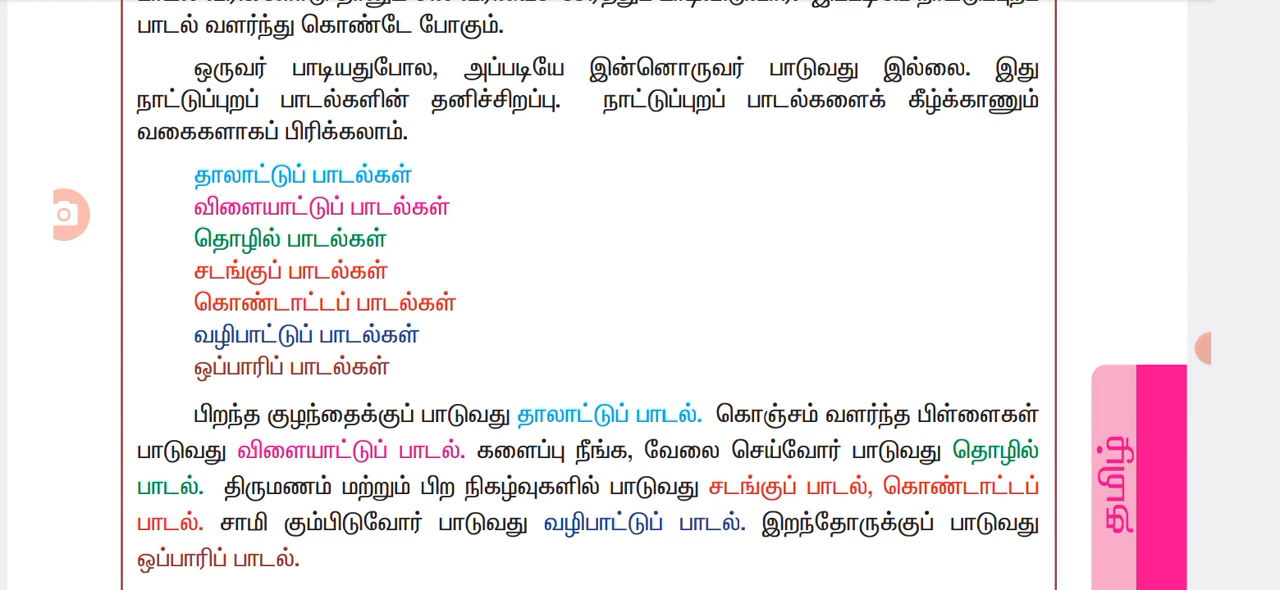 பாடல் வளர்ந்து கொண்டே போகும்.
ஒருவர் பாடியதுபோல, அப்படியே இன்னொருவர் பாடுவது இல்லை. இது
நாட்டுப்புறப் பாடல்களின் தனிச்சிறப்பு. நாட்டுப்புறப் பாடல்களைக் கீழ்க்காணும்
வகைகளாகப் பிரிக்கலாம்.
தாலாட்டுப் பாடல்கள்
விளையாட்டுப் பாடல்கள்
தொழில் பாடல்கள்
சடங்குப் பாடல்கள்
கொண்டாட்டப் பாடல்கள்
வழிபாட்டுப் பாடல்கள்
ஒப்பாரிப் பாடல்கள்
பிறந்த குழந்தைக்குப் பாடுவது தாலாட்டுப் பாடல். கொஞ்சம் வளர்ந்த பிள்ளைகள்
பாடுவது விளையாட்டுப் பாடல். களைப்பு நீங்க, வேலை செய்வோர் பாடுவது தொழில்
பாடல். திருமணம் மற்றும் பிற நிகழ்வுகளில் பாடுவது சடங்குப் பாடல், கொண்டாட்டப்
பாடல். சாமி கும்பிடுவோர் பாடுவது வழிபாட்டுப் பாடல். இறந்தோருக்குப் பாடுவது
ஒப்பாரிப் பாடல்.
தமிழ்